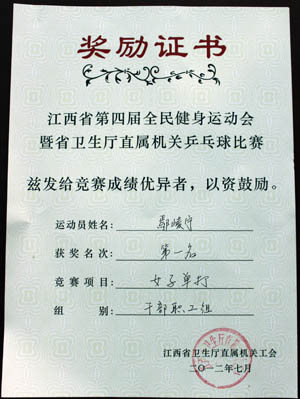 奖励证书
江西省第四届全民健身运动会
暨省卫生厅直属机关乒乓球比赛
兹发给竞赛成绩优异者，以资鼓励。
运动员姓名：
获奖名次：第一名
竞赛项目：女子单打
组别：干部职工组
江西省卫生厅直属机关工会
二〇一二年七月